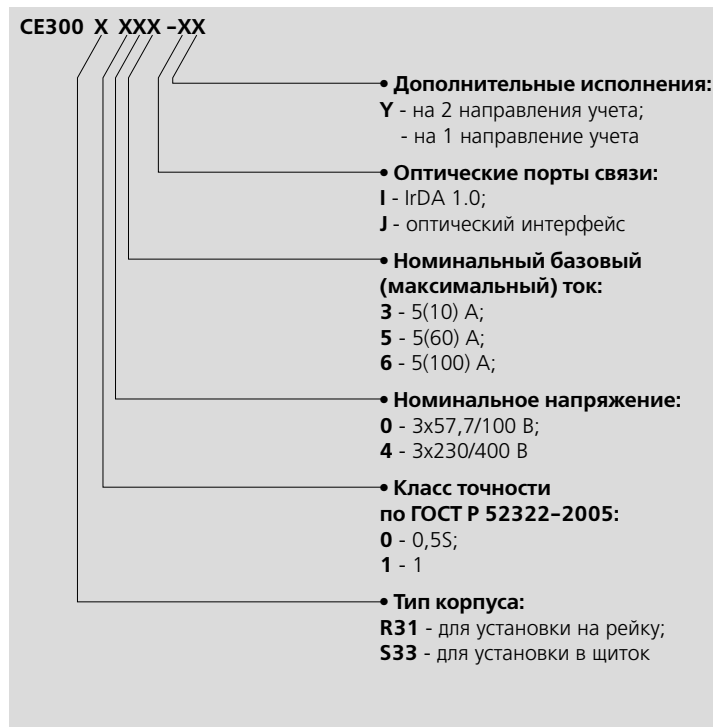 CE300 X XXX -XX
• Дополнительные исполнения:
Y - на 2 направления учета;
- на 1 направление учета
• Оптические порты связи:
I - IrDA 1.0;
J - оптический интерфейс
• Номинальный базовый
(максимальный) ток:
3 - 5(10) А;
5 - 5(60) А;
6 - 5(100) А;
• Номинальное напряжение:
0 - 3х57,7/100 В;
4 - 3х230/400 В
• Класс точности
по ГОСТ Р 52322-2005:
0 - 0,5S;
1 - 1
• Тип корпуса:
R31 - для установки на рейку;
S33 - для установки в щиток